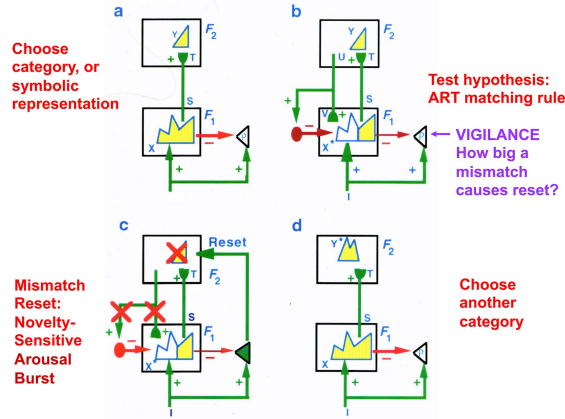 a
Y
F2
+
T
Choose
category, or
symbolic
representation
S
F1
X
−
ρ
+
+
b
Y
F2
U
+
T
+
S
V
+
F1
−
X*
−
ρ
+
+
I
Test hypothesis:
ART matching rule
VIGILANCE
How big a
mismatch
causes reset?
c
Reset
+
T
F2
Mismatch
Reset:
Novelty-
Sensitive
Arousal
Burst
S
+
+
F1
−
X*
−
+
+
I
d
Y*
F2
+
T
S
F1
X
−
ρ
+
+
I
Choose
another
category